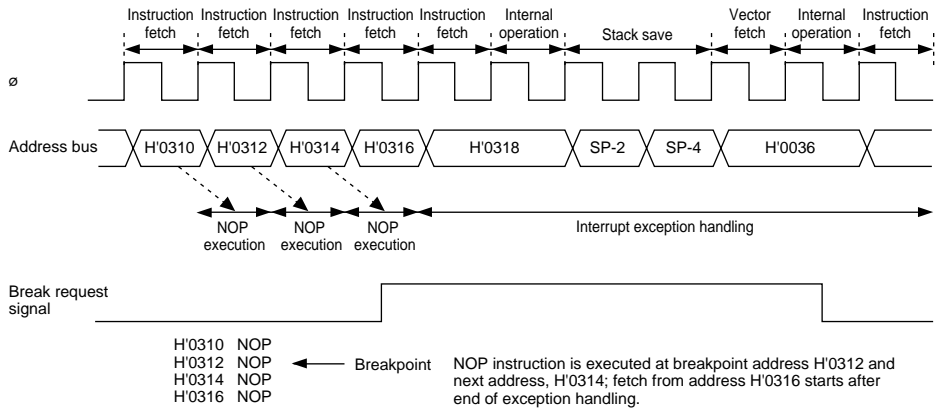 Instruction fetch
Instruction fetch
Instruction fetch
Instruction fetch
Instruction fetch
Internal operation
Stack save
Vector fetch
Internal operation
Instruction fetch
ø
Address bus
H'0310
H'0312
H'0314
H'0316
H'0318
SP-2
SP-4
H'0036
NOP execution
NOP execution
NOP execution
Interrupt exception handling
Break request
signal
H'0310 NOP
H'0312 NOP
H'0314 NOP
H'0316 NOP
Breakpoint
NOP instruction is executed at breakpoint address H'0312 and
next address, H'0314; fetch from address H'0316 starts after
end of exception handling.